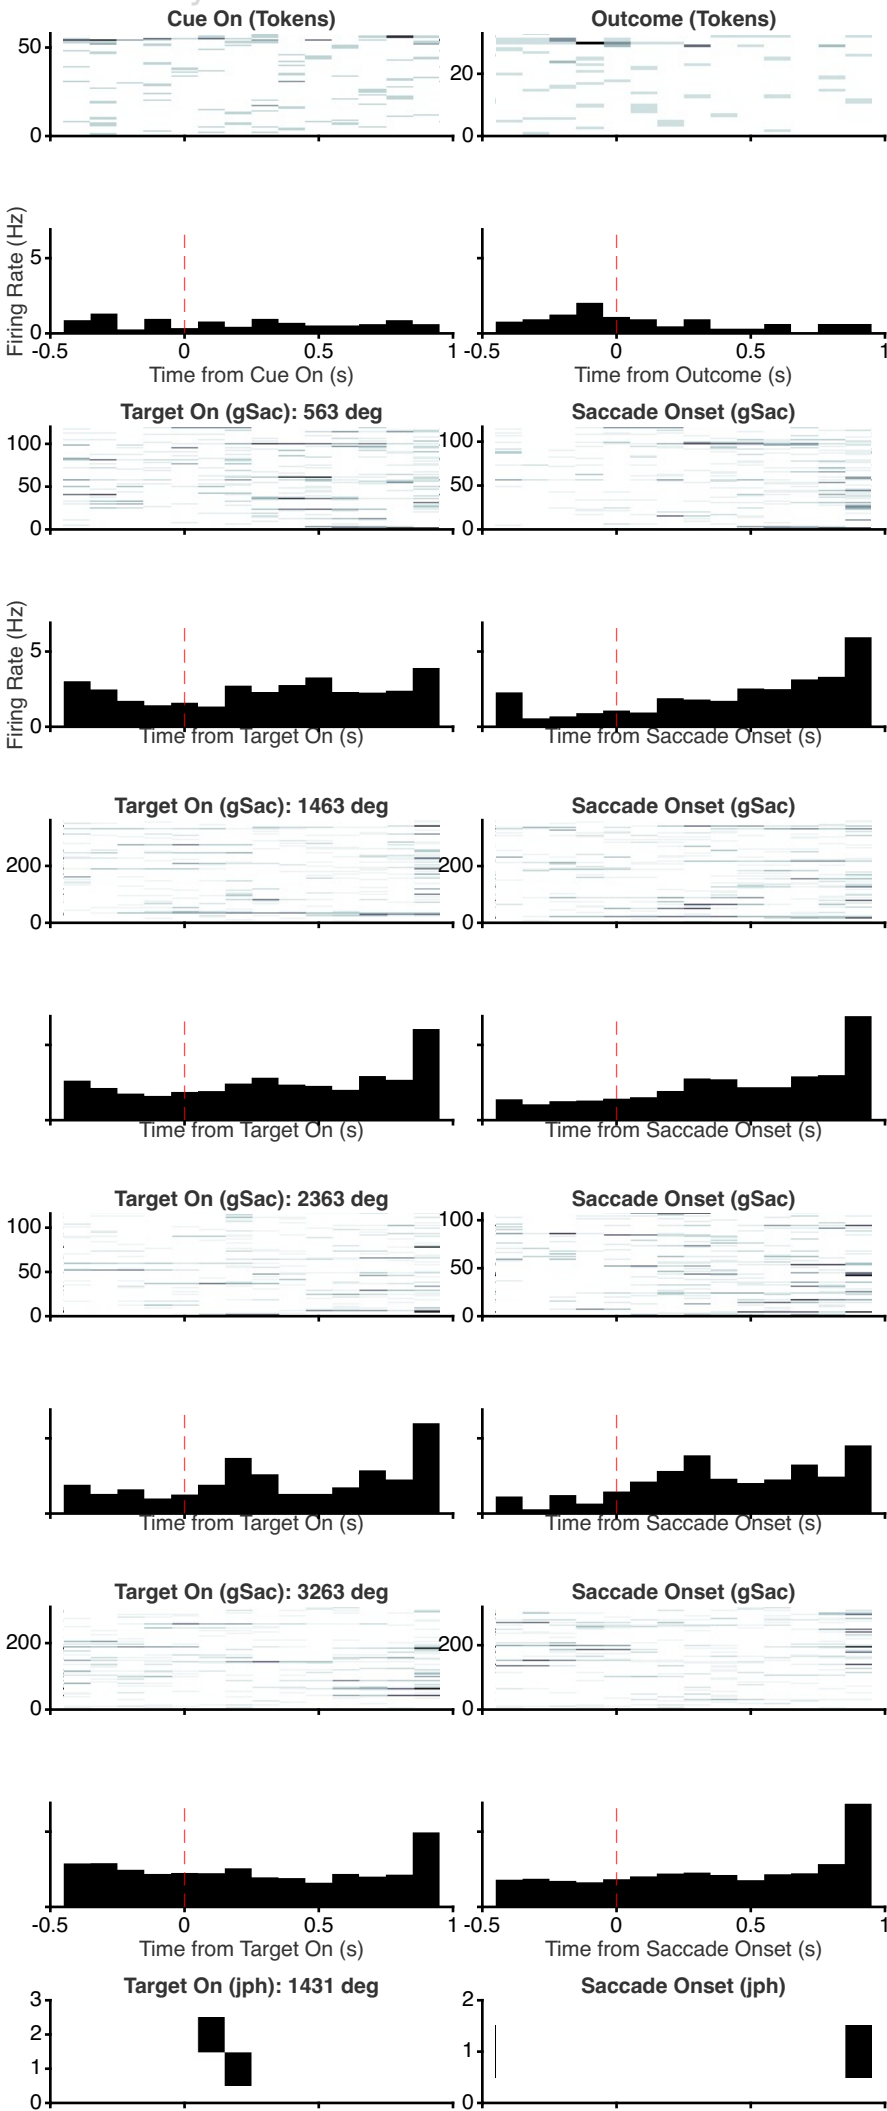 Cue On (Tokens)
Outcome (Tokens)
50
0
20
0
Firing Rate (Hz)
5
0
-0.5 0 0.5 1
Time from Cue On (s)
-0.5 0 0.5 1
Time from Outcome (s)
Target On (gSac): 563 deg
Saccade Onset (gSac)
100
50
0
100
50
0
Firing Rate (Hz)
5
0
Time from Target On (s)
Time from Saccade Onset (s)
Target On (gSac): 1463 deg
Saccade Onset (gSac)
200
0
200
0
Time from Target On (s)
Time from Saccade Onset (s)
Target On (gSac): 2363 deg
Saccade Onset (gSac)
100
50
0
100
50
0
Time from Target On (s)
Time from Saccade Onset (s)
Target On (gSac): 3263 deg
Saccade Onset (gSac)
200
0
200
0
-0.5 0 0.5 1
Time from Target On (s)
-0.5 0 0.5 1
Time from Saccade Onset (s)
Target On (jph): 1431 deg
Saccade Onset (jph)
3
2
1
0
2
1
0